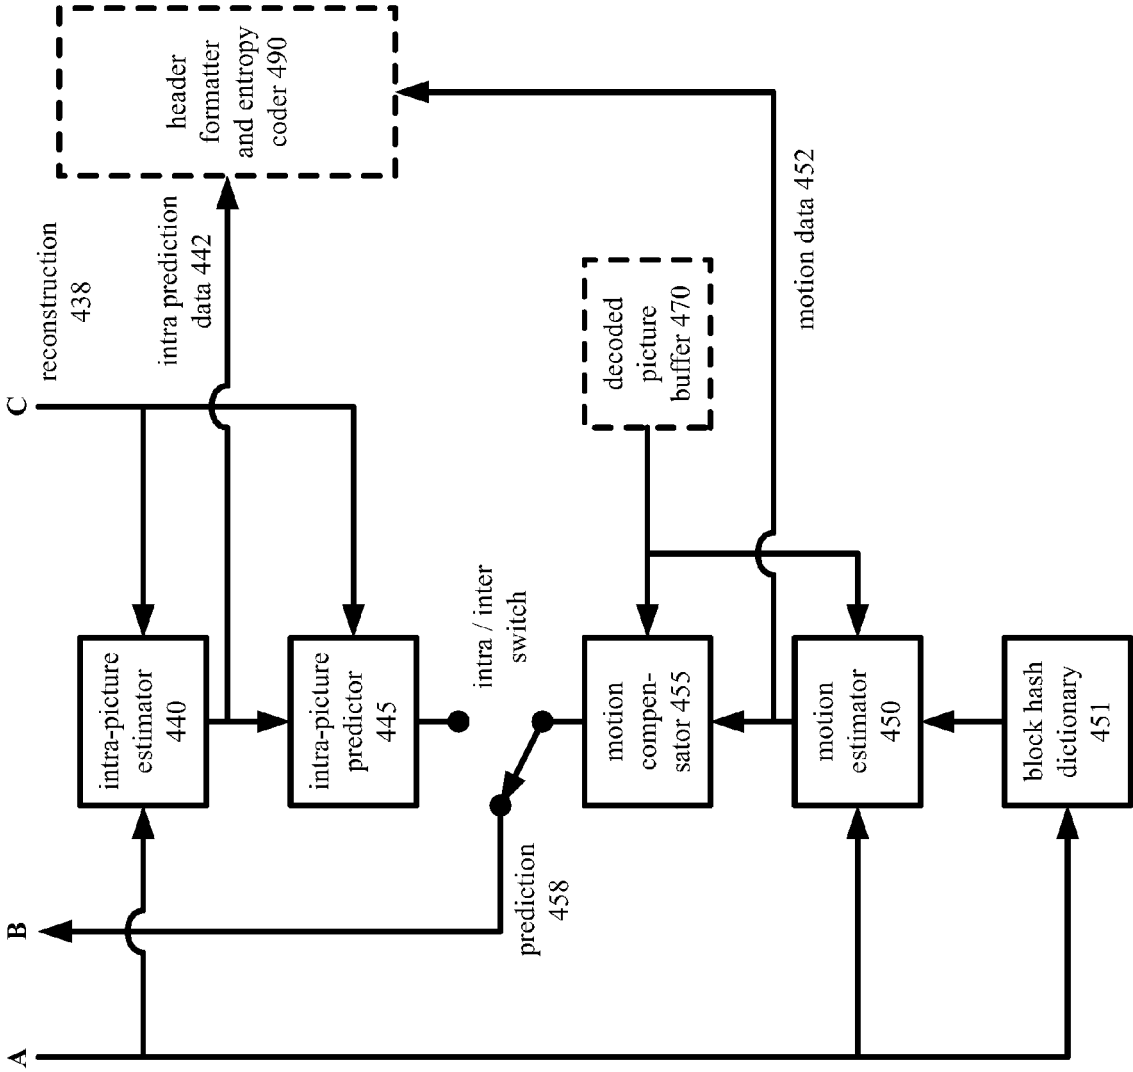 A
B
C
reconstruction
438
intra prediction
data 442
header
formatter
and entropy
coder 490
intra-picture
estimator
440
intra-picture
predictor
445
intra / inter
switch
prediction
458
decoded
picture
buffer 470
motion data 452
motion
compen-
sator 455
motion
estimator
450
block hash
dictionary
451